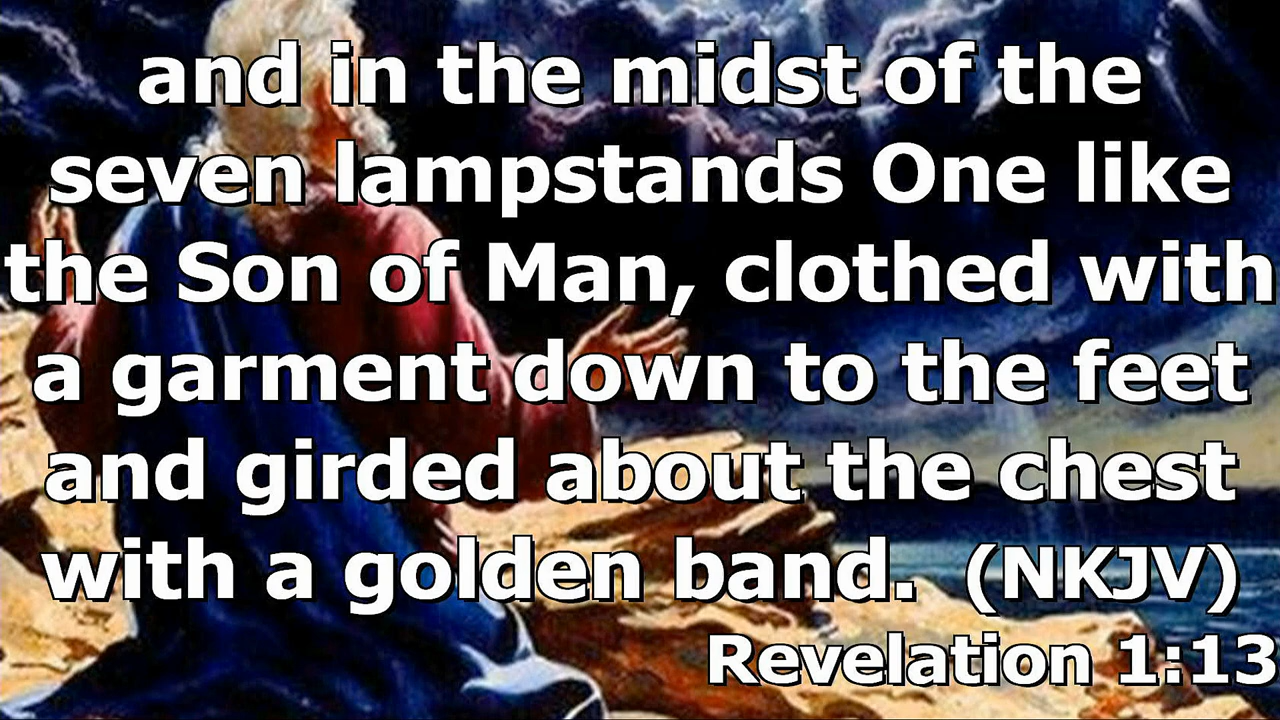 and in the midst of the
seven lampstands One like
the Son of Man, clothed with
a garment down to the feet
and girded about the chest
with a golden band.  (NKJV)
Revelation 1:13